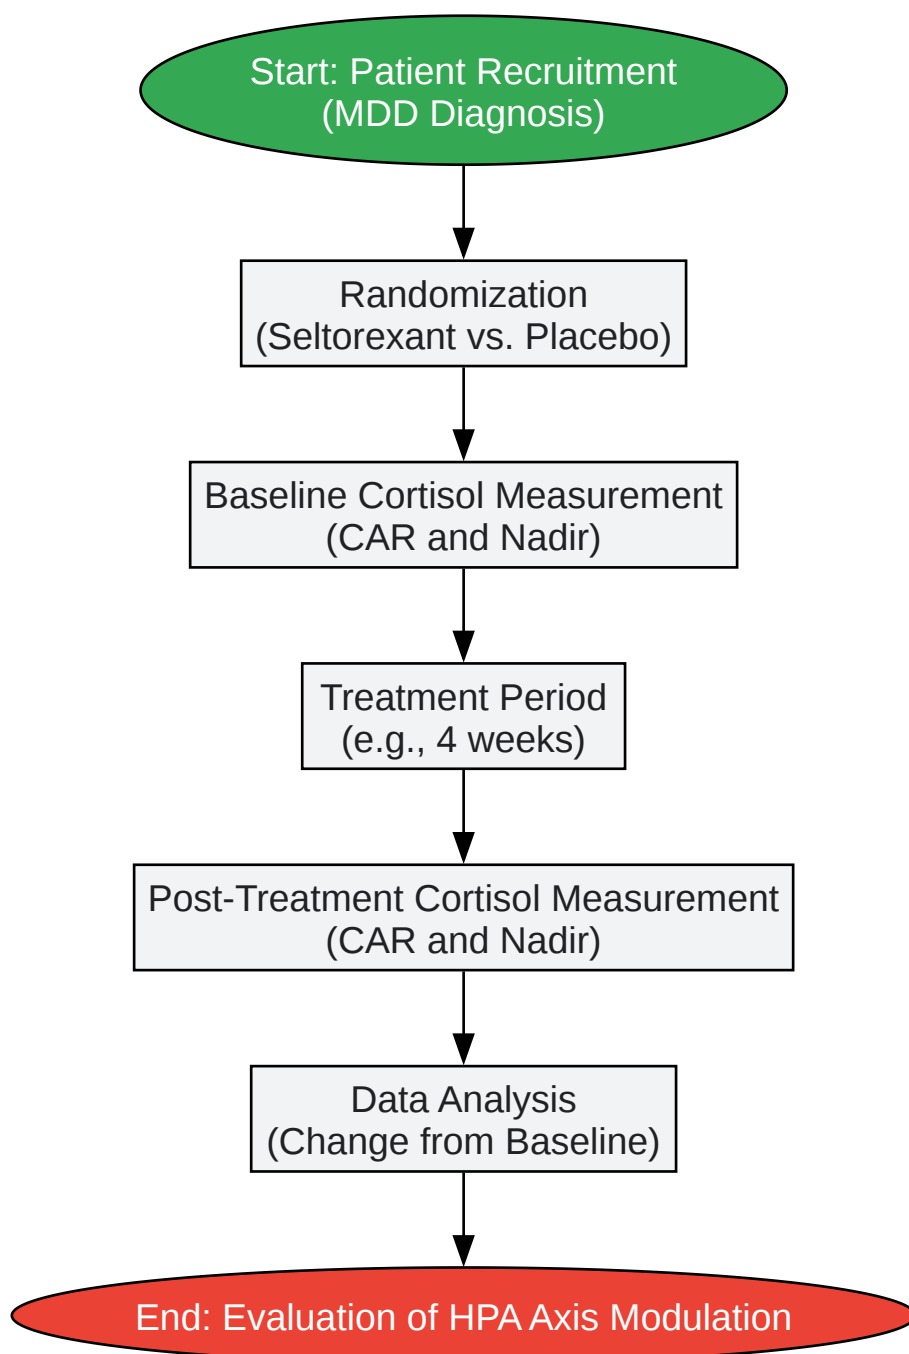 Start: Patient Recruitment
(MDD Diagnosis)
Randomization
(Seltorexant vs. Placebo)
Baseline Cortisol Measurement
(CAR and Nadir)
Treatment Period
(e.g., 4 weeks)
Post-Treatment Cortisol Measurement
(CAR and Nadir)
Data Analysis
(Change from Baseline)
End: Evaluation of HPA Axis Modulation